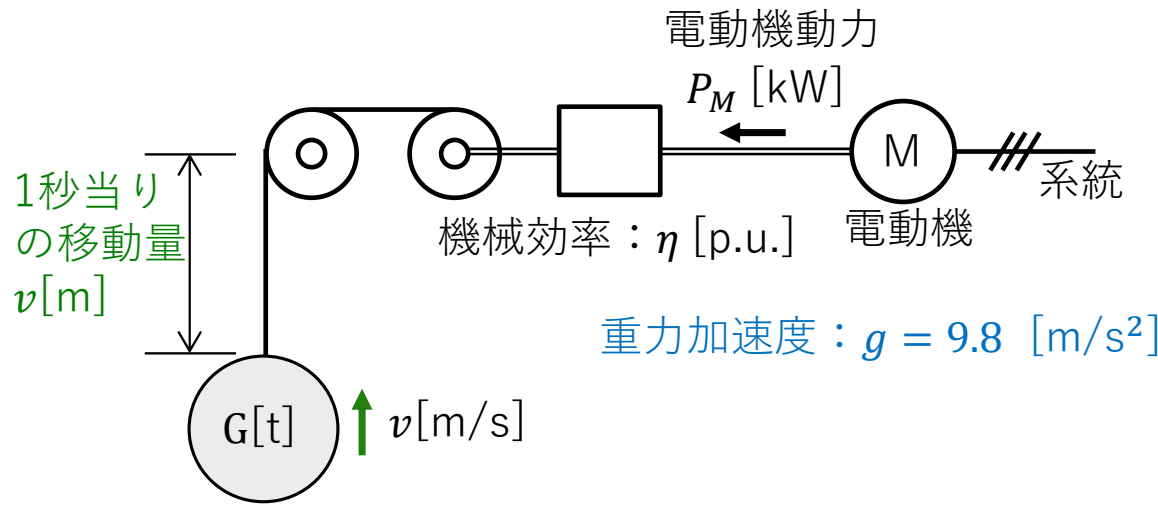 電動機動力
P_M [kW]
M
系統
1秒当り
の移動量
v[m]
機械効率：η [p.u.]
電動機
重力加速度：g = 9.8 [m/s²]
G[t]
v[m/s]